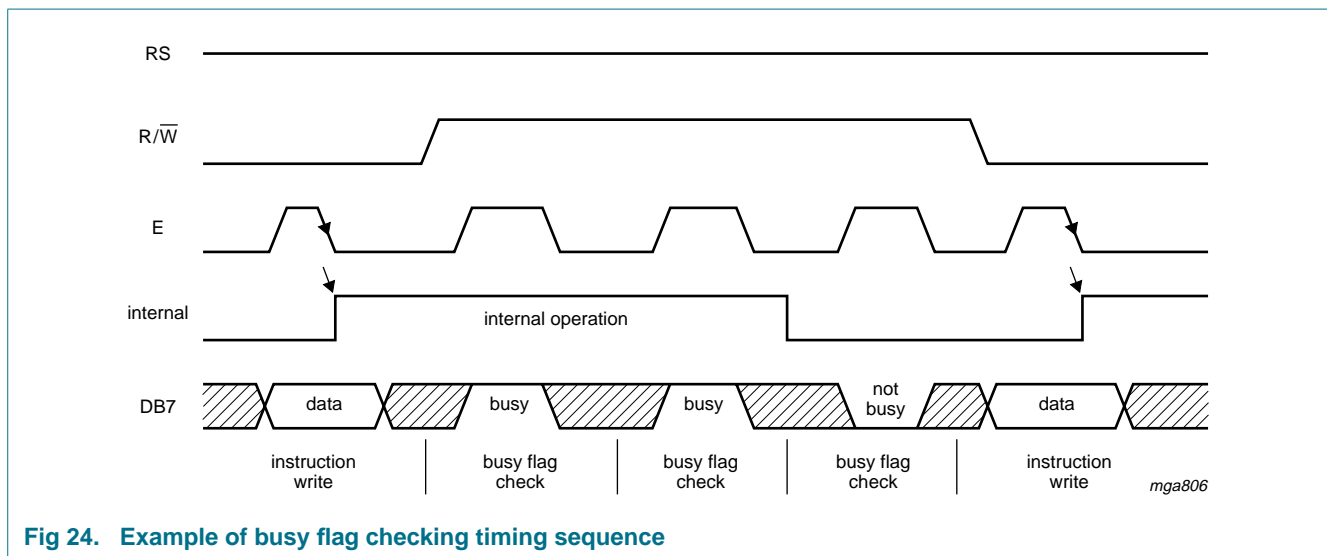 RS
R/W̅
E
internal
internal operation
DB7
data
busy
busy
not
busy
data
instruction
write
busy flag
check
busy flag
check
busy flag
check
instruction
write
mga806
Fig 24. Example of busy flag checking timing sequence